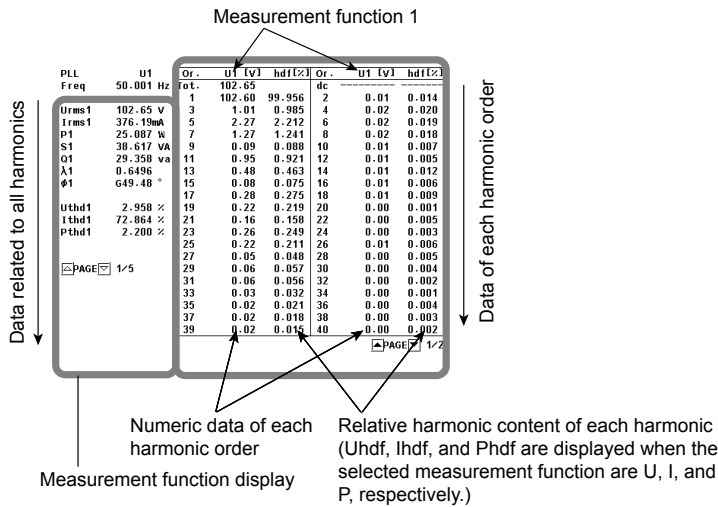 Measurement function 1
PLL U1
Freq 50.001 Hz
Urms1 102.65 V
Irms1 376.19mA
P1 25.087 W
S1 38.617 VA
Q1 29.358 va
λ1 0.6496
ϕ1 G49.48 °
Uthd1 2.958 %
Ithd1 72.864 %
Pthd1 2.200 %
PAGE 1/5
Or. U1 [V] hdf[%] Or. U1 [V] hdf[%]
Tot. 102.65 dc -------- --------
1 102.60 99.956 2 0.01 0.014
3 1.01 0.985 4 0.02 0.020
5 2.27 2.212 6 0.02 0.019
7 1.27 1.241 8 0.02 0.018
9 0.09 0.088 10 0.01 0.007
11 0.95 0.921 12 0.01 0.005
13 0.48 0.463 14 0.01 0.012
15 0.08 0.075 16 0.01 0.006
17 0.28 0.275 18 0.01 0.009
19 0.22 0.219 20 0.00 0.001
21 0.16 0.158 22 0.00 0.005
23 0.26 0.249 24 0.00 0.003
25 0.22 0.211 26 0.01 0.006
27 0.05 0.048 28 0.00 0.005
29 0.06 0.057 30 0.00 0.004
31 0.06 0.056 32 0.00 0.002
33 0.03 0.032 34 0.00 0.001
35 0.02 0.021 36 0.00 0.004
37 0.02 0.018 38 0.00 0.003
39 0.02 0.015 40 0.00 0.002
PAGE 1/2
Data related to all harmonics
Data of each harmonic order
Numeric data of each
harmonic order
Relative harmonic content of each harmonic
(Uhdf, Ihdf, and Phdf are displayed when the
selected measurement function are U, I, and
P, respectively.)
Measurement function display